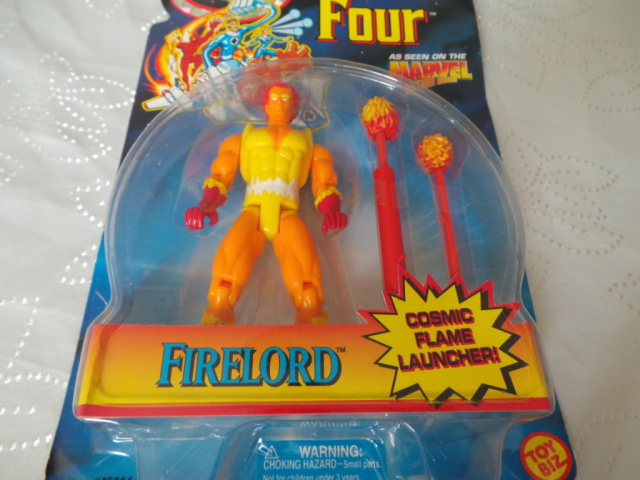 Four
AS SEEN ON THE
MARVEL
FIRELORD™
COSMIC
FLAME
LAUNCHER!
WARNING:
CHOKING HAZARD–Small parts.
Not for children under 3 years.
TOY
BIZ